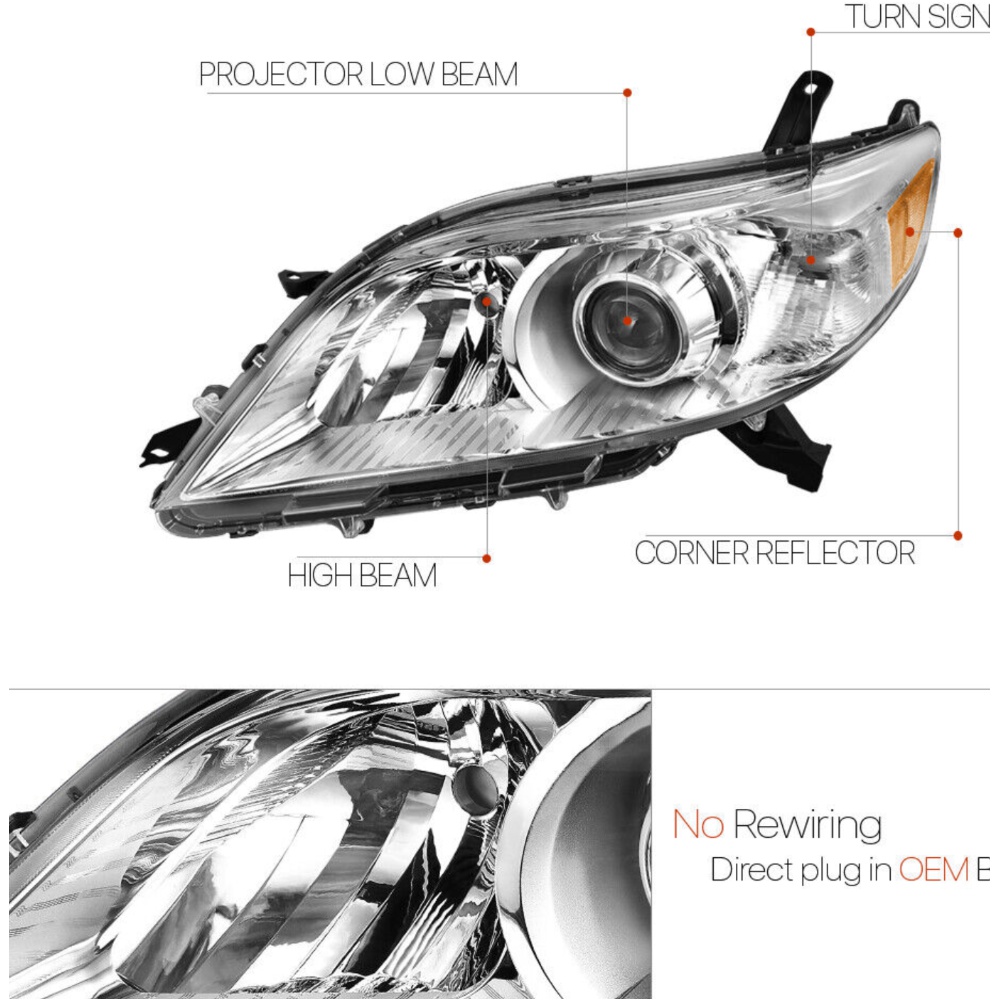 TURN SIGN
PROJECTOR LOW BEAM
CORNER REFLECTOR
HIGH BEAM
No Rewiring
Direct plug in OEM